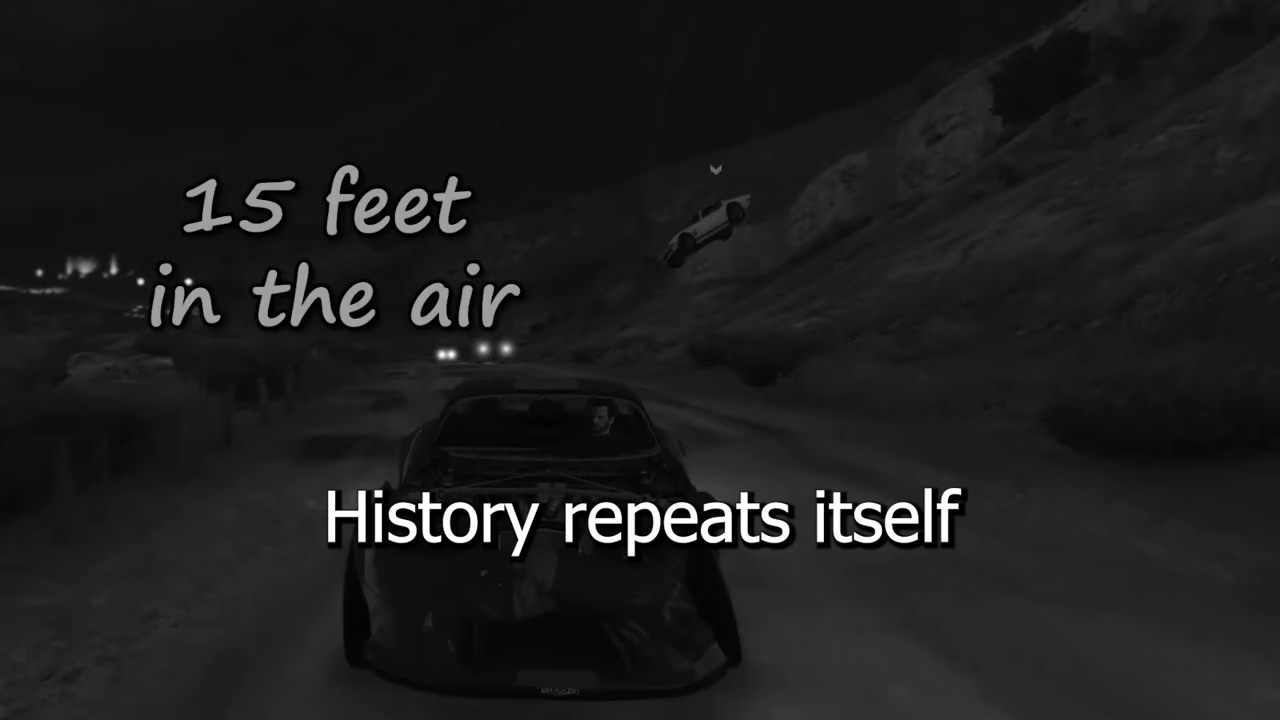 15 feet
in the air
History repeats itself